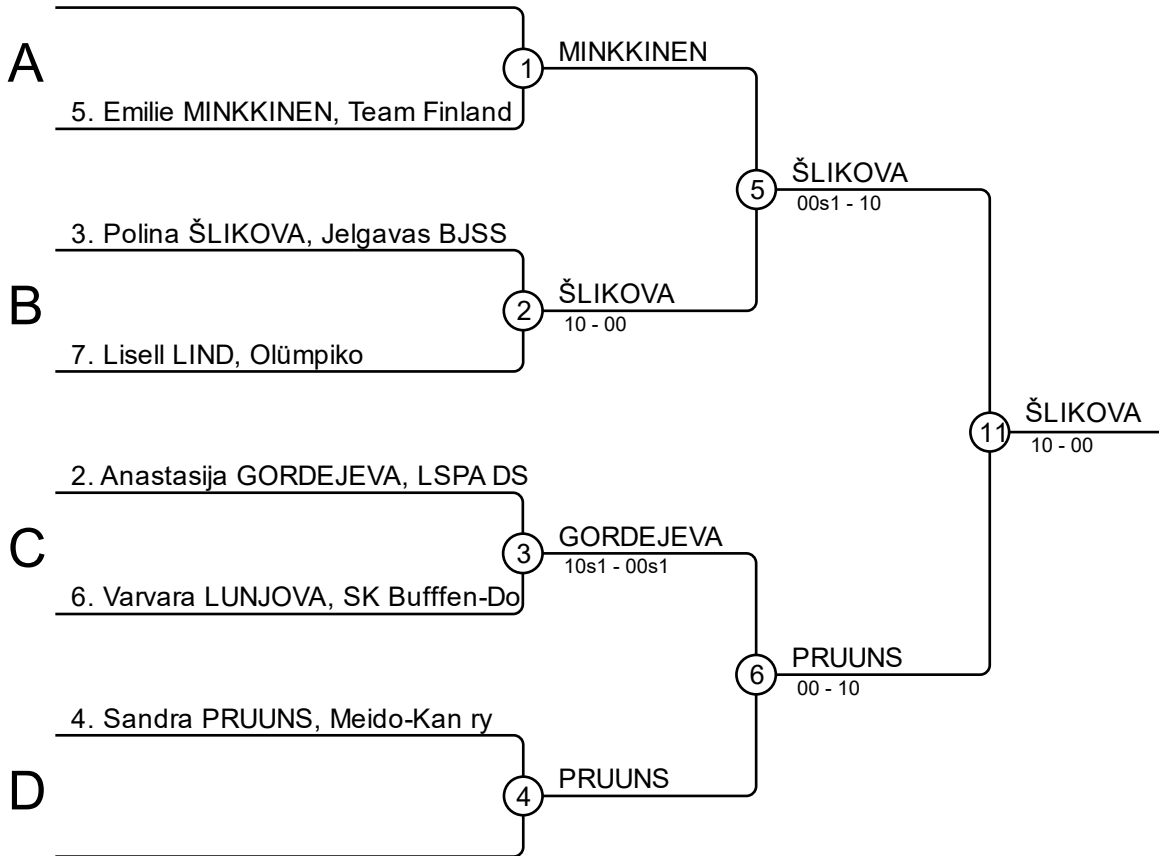 A
1
MINKKINEN
5. Emilie MINKKINEN, Team Finland
5
ŠLIKOVA
00s1 - 10
3. Polina ŠLIKOVA, Jelgavas BJSS
B
2
ŠLIKOVA
10 - 00
7. Lisell LIND, Olümpiko
11
ŠLIKOVA
10 - 00
2. Anastasija GORDEJEVA, LSPA DS
C
3
GORDEJEVA
10s1 - 00s1
6. Varvara LUNJOVA, SK Bufffen-Do
6
PRUUNS
00 - 10
4. Sandra PRUUNS, Meido-Kan ry
D
4
PRUUNS